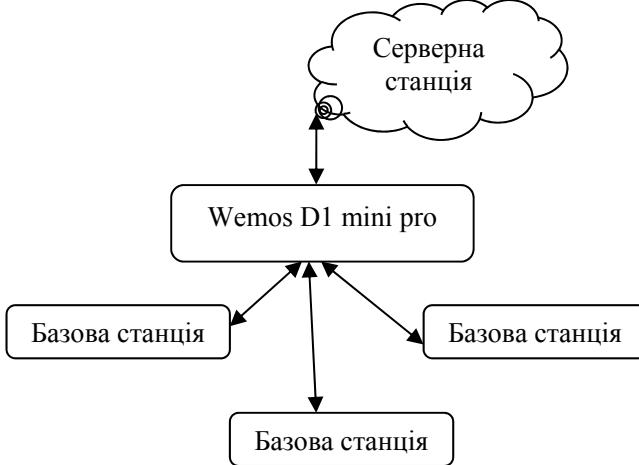 Серверна
станція
Wemos D1 mini pro
Базова станція
Базова станція
Базова станція